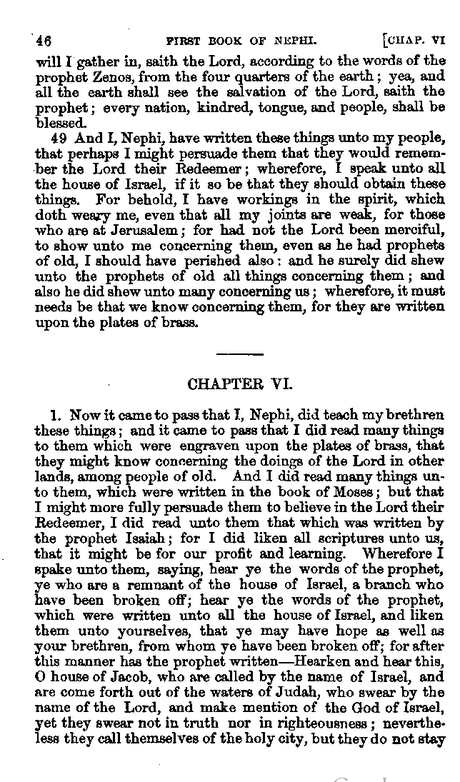 46 FIRST BOOK OF NEPHI. [CHAP. VI
will I gather in, saith the Lord, according to the words of the
prophet Zenos, from the four quarters of the earth; yea, and
all the earth shall see the salvation of the Lord, saith the
prophet; every nation, kindred, tongue, and people, shall be
blessed.
49 And I, Nephi, have written these things unto my people,
that perhaps I might persuade them that they would remem-
ber the Lord their Redeemer; wherefore, I speak unto all
the house of Israel, if it so be that they should obtain these
things. For behold, I have workings in the spirit, which
doth weary me, even that all my joints are weak, for those
who are at Jerusalem; for had not the Lord been merciful,
to show unto me concerning them, even as he had prophets
of old, I should have perished also: and he surely did shew
unto the prophets of old all things concerning them; and
also he did shew unto many concerning us; wherefore, it must
needs be that we know concerning them, for they are written
upon the plates of brass.
CHAPTER VI.
1. Now it came to pass that I, Nephi, did teach my brethren
these things; and it came to pass that I did read many things
to them which were engraven upon the plates of brass, that
they might know concerning the doings of the Lord in other
lands, among people of old. And I did read many things un-
to them, which were written in the book of Moses; but that
I might more fully persuade them to believe in the Lord their
Redeemer, I did read unto them that which was written by
the prophet Isaiah; for I did liken all scriptures unto us,
that it might be for our profit and learning. Wherefore I
spake unto them, saying, hear ye the words of the prophet,
ye who are a remnant of the house of Israel, a branch who
have been broken off; hear ye the words of the prophet,
which were written unto all the house of Israel, and liken
them unto yourselves, that ye may have hope as well as
your brethren, from whom ye have been broken off; for after
this manner has the prophet written—Hearken and hear this,
O house of Jacob, who are called by the name of Israel, and
are come forth out of the waters of Judah, who swear by the
name of the Lord, and make mention of the God of Israel,
yet they swear not in truth nor in righteousness; neverthe-
less they call themselves of the holy city, but they do not stay